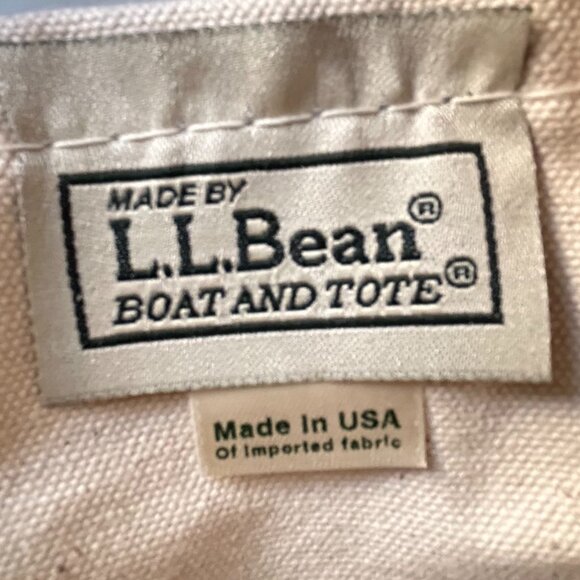 MADE BY
L.L.Bean®
BOAT AND TOTE®
Made in USA
Of imported fabric